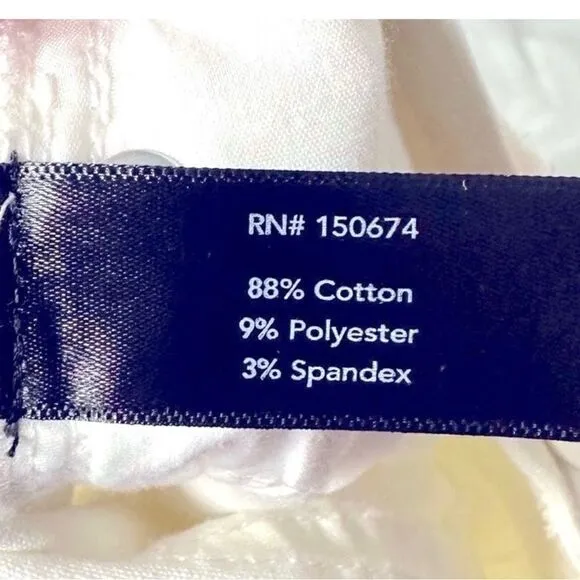 RN# 150674
88% Cotton
9% Polyester
3% Spandex